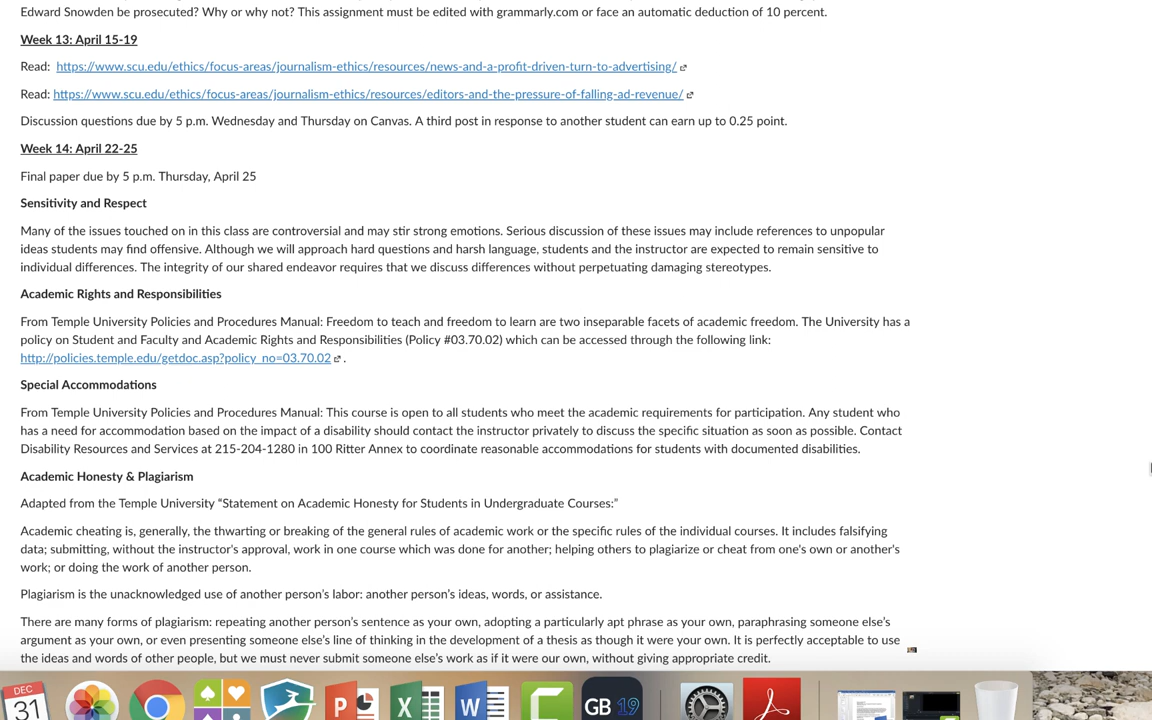 Edward Snowden be prosecuted? Why or why not? This assignment must be edited with grammarly.com or face an automatic deduction of 10 percent.
Week 13: April 15-19
Read: https://www.scu.edu/ethics/focus-areas/journalism-ethics/resources/news-and-a-profit-driven-turn-to-advertising/
Read: https://www.scu.edu/ethics/focus-areas/journalism-ethics/resources/editors-and-the-pressure-of-falling-ad-revenue/
Discussion questions due by 5 p.m. Wednesday and Thursday on Canvas. A third post in response to another student can earn up to 0.25 point.
Week 14: April 22-25
Final paper due by 5 p.m. Thursday, April 25
Sensitivity and Respect
Many of the issues touched on in this class are controversial and may stir strong emotions. Serious discussion of these issues may include references to unpopular
ideas students may find offensive. Although we will approach hard questions and harsh language, students and the instructor are expected to remain sensitive to
individual differences. The integrity of our shared endeavor requires that we discuss differences without perpetuating damaging stereotypes.
Academic Rights and Responsibilities
From Temple University Policies and Procedures Manual: Freedom to teach and freedom to learn are two inseparable facets of academic freedom. The University has a
policy on Student and Faculty and Academic Rights and Responsibilities (Policy #03.70.02) which can be accessed through the following link:
http://policies.temple.edu/getdoc.asp?policy_no=03.70.02 .
Special Accommodations
From Temple University Policies and Procedures Manual: This course is open to all students who meet the academic requirements for participation. Any student who
has a need for accommodation based on the impact of a disability should contact the instructor privately to discuss the specific situation as soon as possible. Contact
Disability Resources and Services at 215-204-1280 in 100 Ritter Annex to coordinate reasonable accommodations for students with documented disabilities.
Academic Honesty & Plagiarism
Adapted from the Temple University “Statement on Academic Honesty for Students in Undergraduate Courses:”
Academic cheating is, generally, the thwarting or breaking of the general rules of academic work or the specific rules of the individual courses. It includes falsifying
data; submitting, without the instructor's approval, work in one course which was done for another; helping others to plagiarize or cheat from one's own or another's
work; or doing the work of another person.
Plagiarism is the unacknowledged use of another person’s labor: another person’s ideas, words, or assistance.
There are many forms of plagiarism: repeating another person’s sentence as your own, adopting a particularly apt phrase as your own, paraphrasing someone else’s
argument as your own, or even presenting someone else’s line of thinking in the development of a thesis as though it were your own. It is perfectly acceptable to use
the ideas and words of other people, but we must never submit someone else’s work as if it were our own, without giving appropriate credit.
DEC
31
P
X
W
GB 19